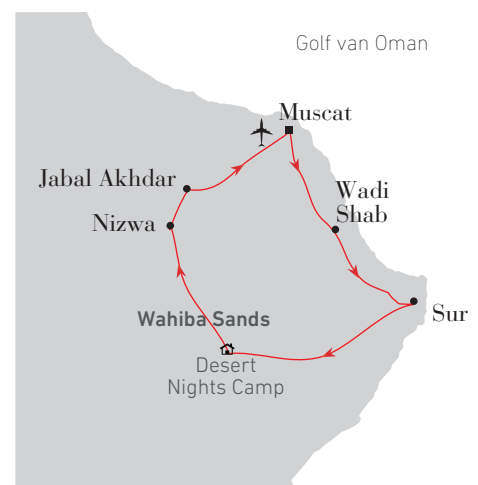 Golf van Oman
Muscat
Jabal Akhdar
Wadi
Shab
Nizwa
Sur
Wahiba Sands
Desert
Nights Camp